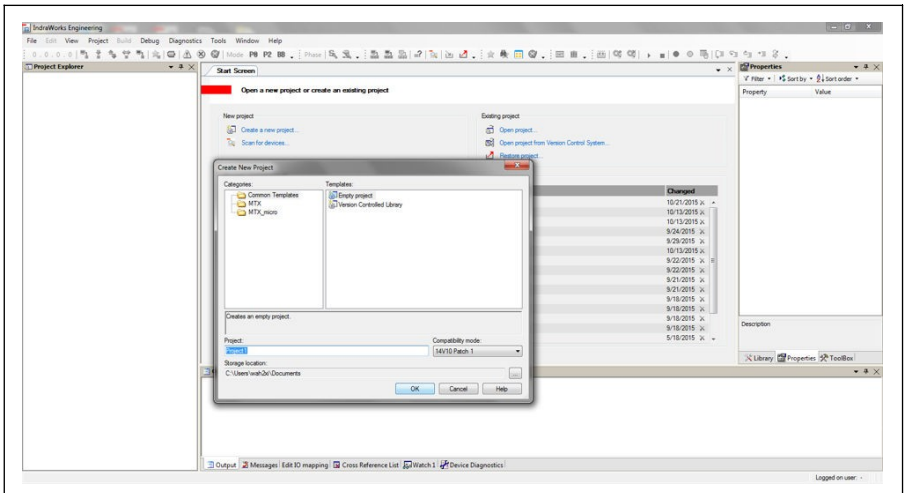 IndraWorks Engineering
File Edit View Project Build Debug Diagnostics Tools Window Help
Mode P0 P2 BB Phase
Project Explorer
Start Screen
Properties
Filter Sort by Sort order
Property Value
Open a new project or create an existing project
New project
Create a new project...
Scan for devices...
Existing project
Open project...
Open project from Version Control System...
Restore project...
Create New Project
Categories:
Common Templates
MTX
MTX_micro
Templates:
Empty project
Version Controlled Library
Creates an empty project.
Project:
Project1
Compatibility mode:
14V10 Patch 1
Storage location:
C:\Users\wah2xi\Documents
...
OK Cancel Help
Changed
10/21/2015
10/13/2015
10/13/2015
9/24/2015
9/29/2015
10/13/2015
9/22/2015
9/22/2015
9/21/2015
9/21/2015
9/18/2015
9/18/2015
9/18/2015
9/18/2015
5/18/2015
Description
Library Properties ToolBox
Output Messages Edit IO mapping Cross Reference List Watch 1 Device Diagnostics
Logged on user: -